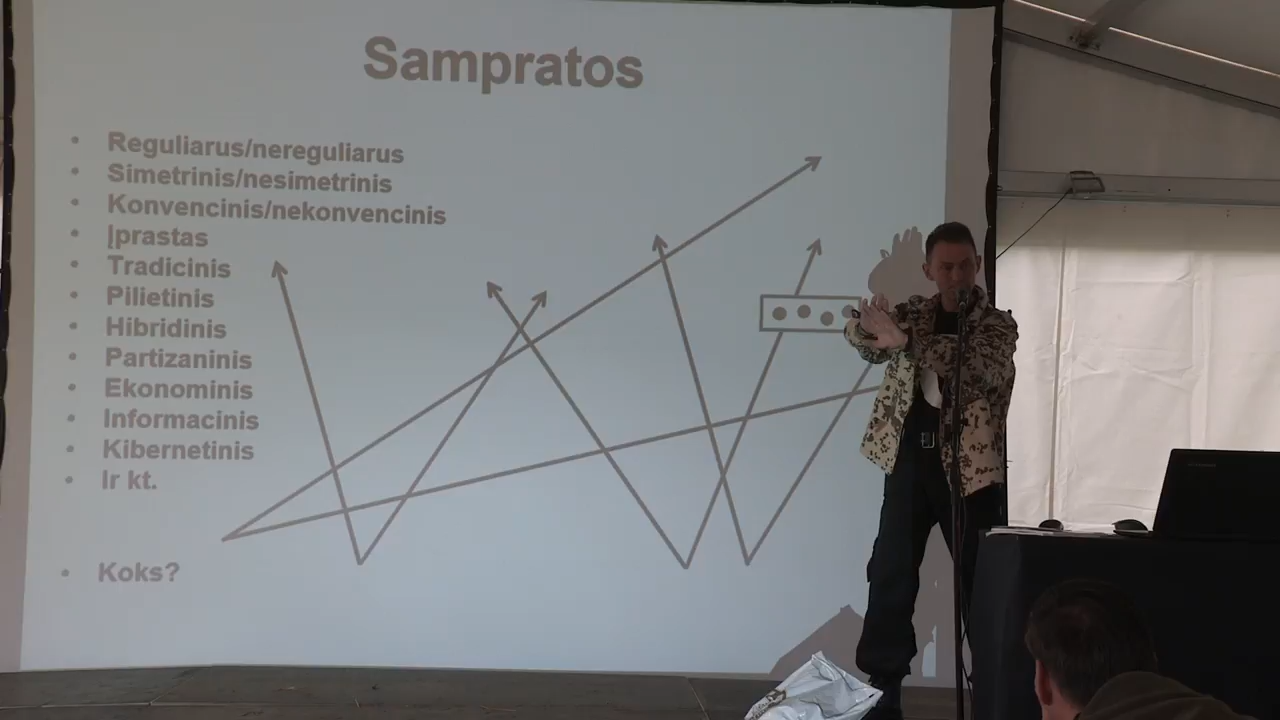 Sampratos
• Reguliarus/nereguliarus
• Simetrinis/nesimetrinis
• Konvencinis/nekonvencinis
• Įprastas
• Tradicinis
• Pilietinis
• Hibridinis
• Partizaninis
• Ekonominis
• Informacinis
• Kibernetinis
• Ir kt.
• Koks?